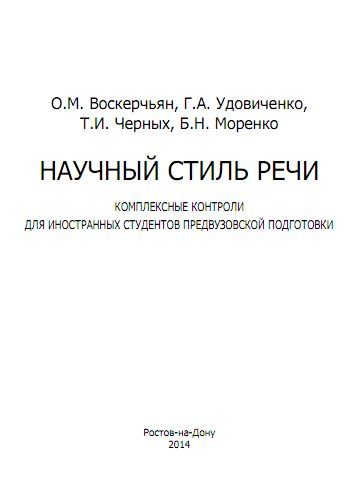 О.М. Воскерчьян, Г.А. Удовиченко,
Т.И. Черных, Б.Н. Моренко
НАУЧНЫЙ СТИЛЬ РЕЧИ
КОМПЛЕКСНЫЕ КОНТРОЛИ
ДЛЯ ИНОСТРАННЫХ СТУДЕНТОВ ПРЕДВУЗОВСКОЙ ПОДГОТОВКИ
Ростов-на-Дону
2014